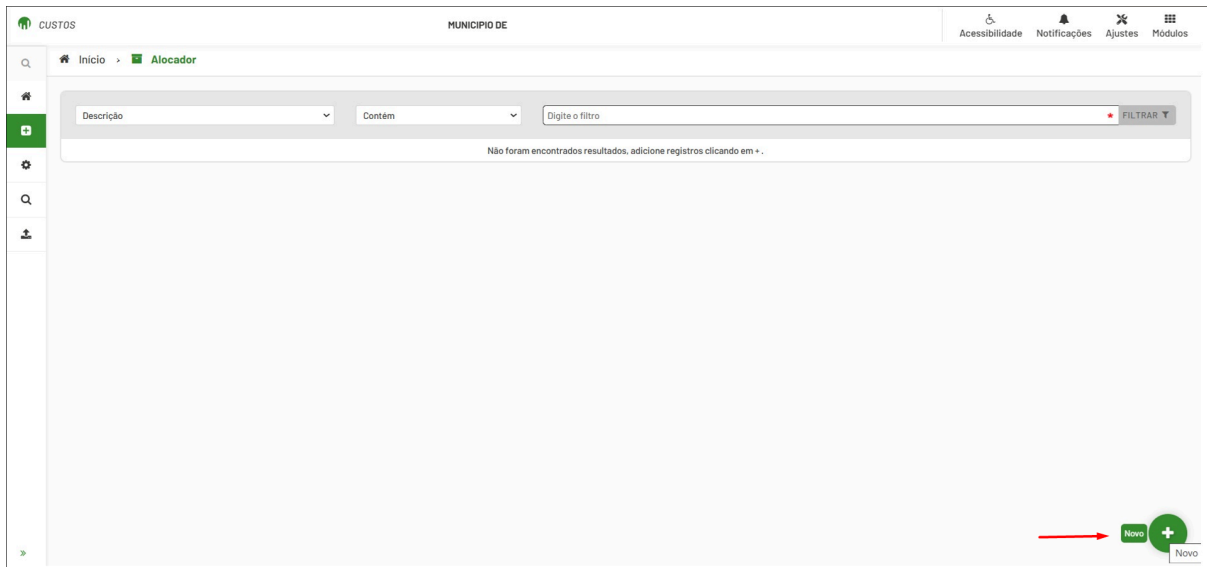 CUSTOS
MUNICIPIO DE
Acessibilidade Notificações Ajustes Módulos
Início › Alocador
Descrição Contém Digite o filtro * FILTRAR
Não foram encontrados resultados, adicione registros clicando em + .
Novo
Novo